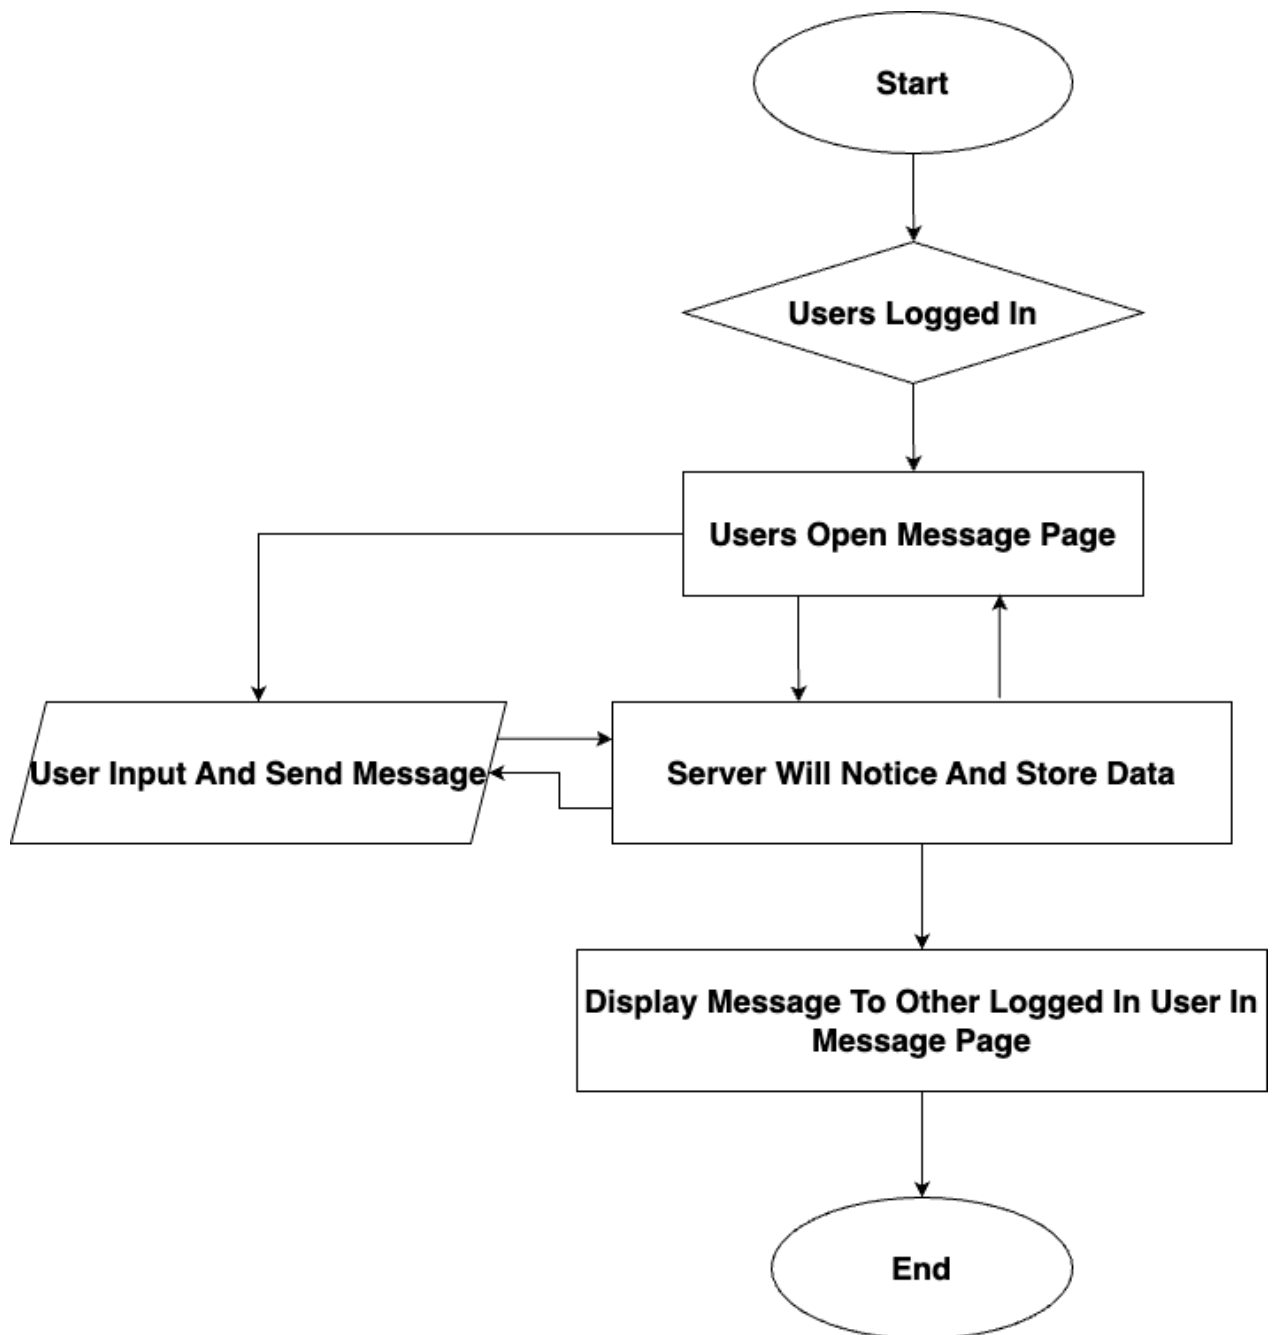 Start
Users Logged In
Users Open Message Page
User Input And Send Message
Server Will Notice And Store Data
Display Message To Other Logged In User In
Message Page
End